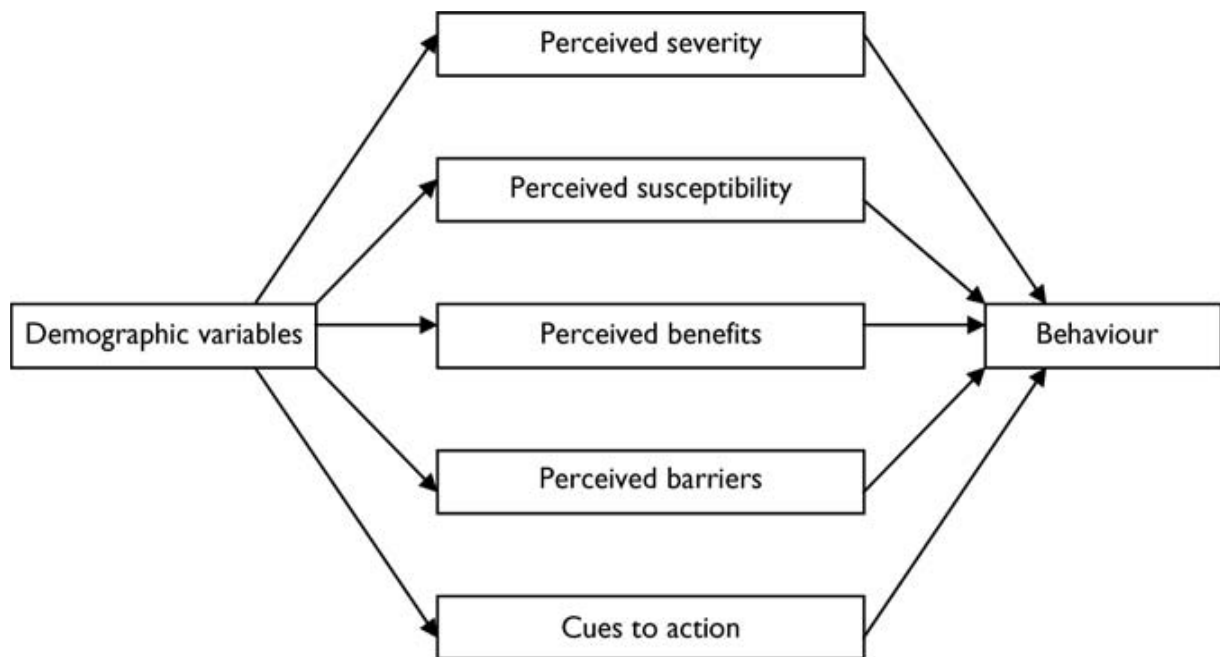 Perceived severity
Perceived susceptibility
Demographic variables
Perceived benefits
Behaviour
Perceived barriers
Cues to action